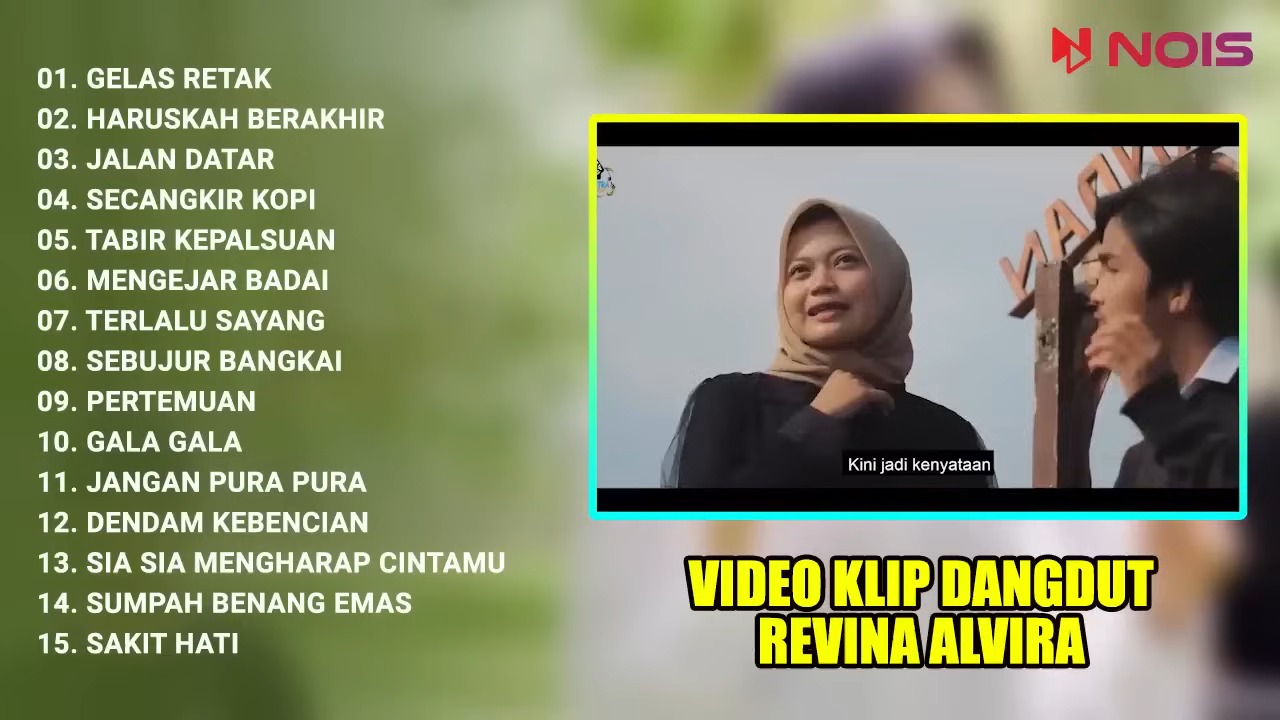 01. GELAS RETAK
02. HARUSKAH BERAKHIR
03. JALAN DATAR
04. SECANGKIR KOPI
05. TABIR KEPALSUAN
06. MENGEJAR BADAI
07. TERLALU SAYANG
08. SEBUJUR BANGKAI
09. PERTEMUAN
10. GALA GALA
11. JANGAN PURA PURA
12. DENDAM KEBENCIAN
13. SIA SIA MENGHARAP CINTAMU
14. SUMPAH BENANG EMAS
15. SAKIT HATI
NOIS
Kini jadi kenyataan
VIDEO KLIP DANGDUT
REVINA ALVIRA